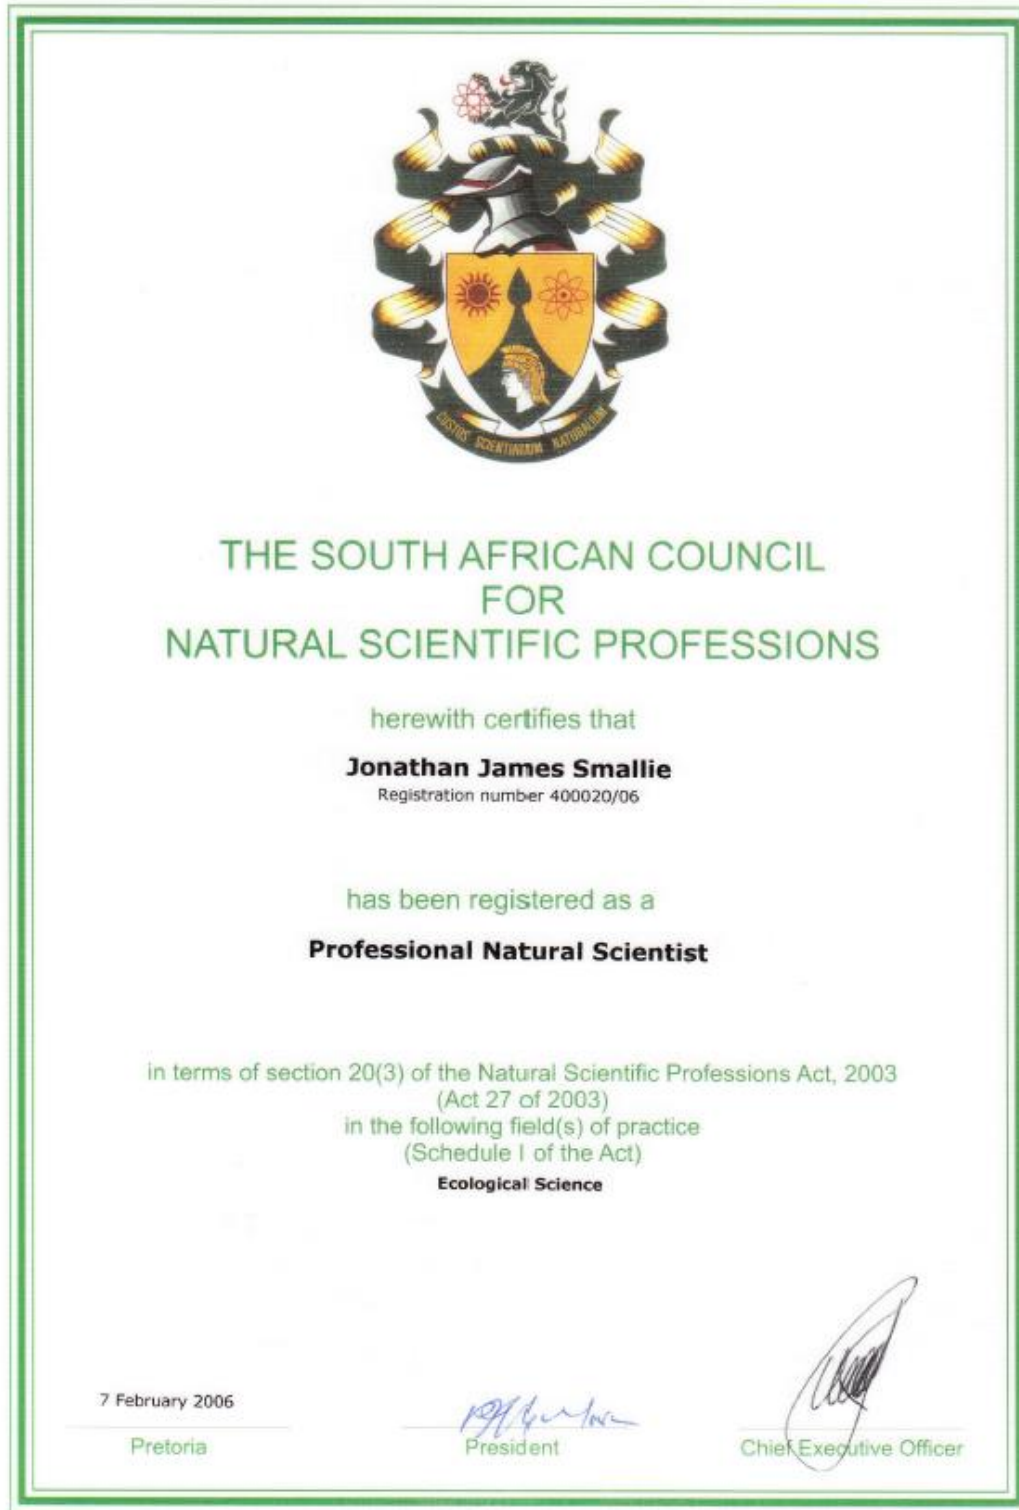 CUSTOS SCIENTIARUM NATURALIUM
THE SOUTH AFRICAN COUNCIL
FOR
NATURAL SCIENTIFIC PROFESSIONS
herewith certifies that
Jonathan James Smallie
Registration number 400020/06
has been registered as a
Professional Natural Scientist
in terms of section 20(3) of the Natural Scientific Professions Act, 2003
(Act 27 of 2003)
in the following field(s) of practice
(Schedule I of the Act)
Ecological Science
7 February 2006
Pretoria
President
Chief Executive Officer